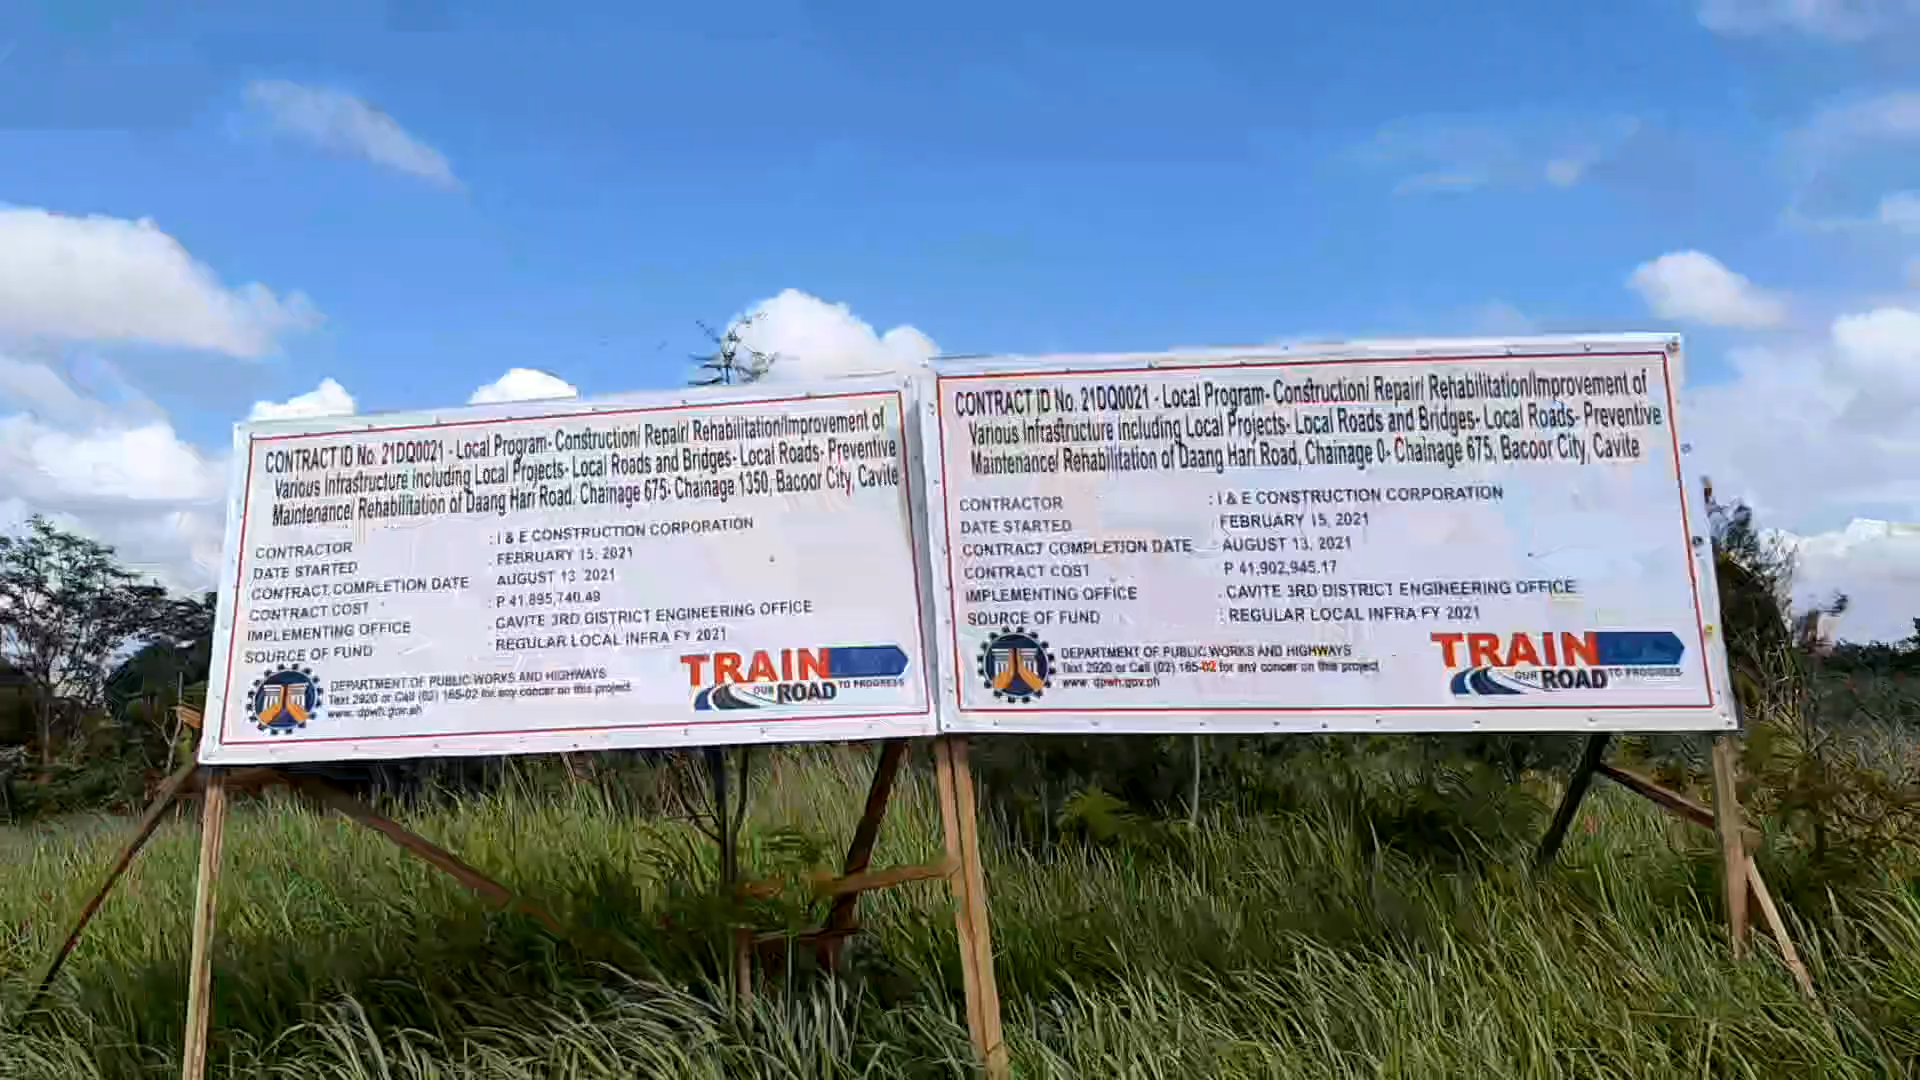 CONTRACT ID No. 21DQ0021 - Local Program- Construction/ Repair/ Rehabilitation/Improvement of
Various Infrastructure including Local Projects- Local Roads and Bridges- Local Roads- Preventive
Maintenance/ Rehabilitation of Daang Hari Road, Chainage 675- Chainage 1350, Bacoor City, Cavite
CONTRACTOR : I & E CONSTRUCTION CORPORATION
DATE STARTED : FEBRUARY 15, 2021
CONTRACT COMPLETION DATE AUGUST 13 2021
CONTRACT COST : P 41,895,740.49
IMPLEMENTING OFFICE : CAVITE 3RD DISTRICT ENGINEERING OFFICE
SOURCE OF FUND : REGULAR LOCAL INFRA FY 2021
DEPARTMENT OF PUBLIC WORKS AND HIGHWAYS
Text 2920 or Call (02) 165-02 for any concer on this project
www. dpwh.gov.ph
TRAIN
OUR ROAD TO PROGRESS
CONTRACT ID No. 21DQ0021 - Local Program- Construction/ Repair/ Rehabilitation/Improvement of
Various Infrastructure including Local Projects- Local Roads and Bridges- Local Roads- Preventive
Maintenance/ Rehabilitation of Daang Hari Road, Chainage 0- Chainage 675, Bacoor City, Cavite
CONTRACTOR : I & E CONSTRUCTION CORPORATION
DATE STARTED FEBRUARY 15, 2021
CONTRACT COMPLETION DATE : AUGUST 13, 2021
CONTRACT COST : P 41,902,945.17
IMPLEMENTING OFFICE : CAVITE 3RD DISTRICT ENGINEERING OFFICE
SOURCE OF FUND : REGULAR LOCAL INFRA FY 2021
DEPARTMENT OF PUBLIC WORKS AND HIGHWAYS
Text 2920 or Call (02) 165-02 for any concer on this project
www. dpwh.gov.ph
TRAIN
OUR ROAD TO PROGRESS